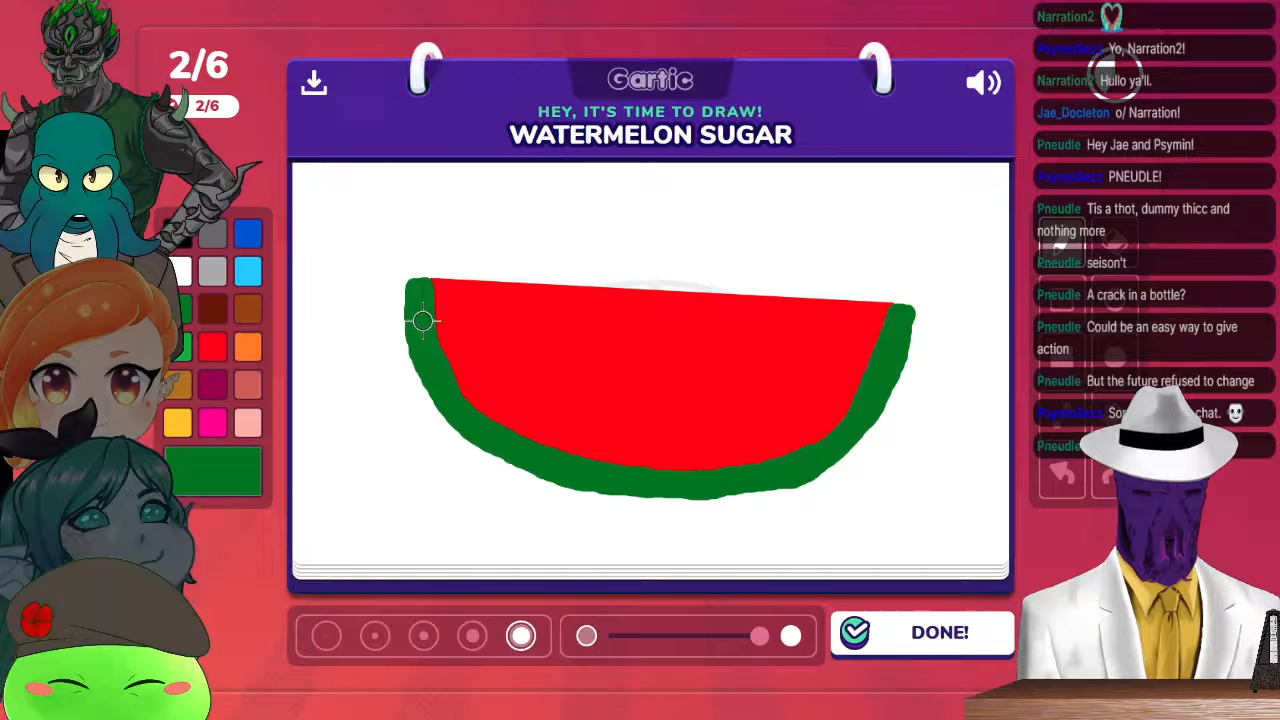 2/6
2/6
Gartic
HEY, IT'S TIME TO DRAW!
WATERMELON SUGAR
DONE!
Narration2
Yo, Narration2!
Narration2 Hullo ya'll.
Jae_Docleton o/ Narration!
Pneudle Hey Jae and Psymin!
PNEUDLE!
Pneudle Tis a thot, dummy thicc and
nothing more
Pneudle seison't
Pneudle A crack in a bottle?
Pneudle Could be an easy way to give
action
Pneudle But the future refused to change
chat.
Pneudle